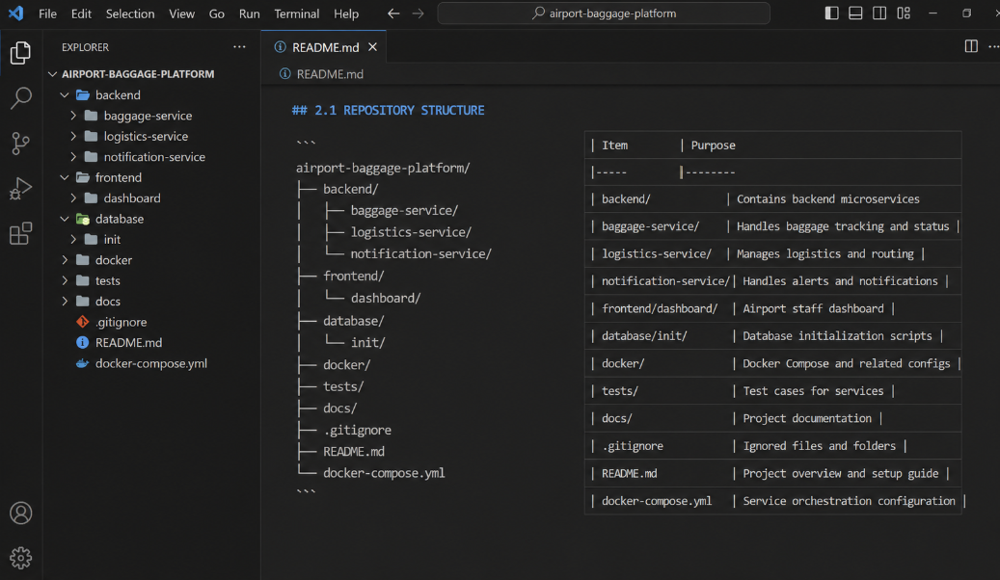 File Edit Selection View Go Run Terminal Help
airport-baggage-platform
EXPLORER
AIRPORT-BAGGAGE-PLATFORM
backend
baggage-service
logistics-service
notification-service
frontend
dashboard
database
init
docker
tests
docs
.gitignore
README.md
docker-compose.yml
README.md
README.md
## 2.1 REPOSITORY STRUCTURE
```
airport-baggage-platform/
├── backend/
│   ├── baggage-service/
│   ├── logistics-service/
│   └── notification-service/
├── frontend/
│   └── dashboard/
├── database/
│   └── init/
├── docker/
├── tests/
├── docs/
├── .gitignore
├── README.md
└── docker-compose.yml
```
| Item | Purpose
|----- |--------
| backend/ | Contains backend microservices
| baggage-service/ | Handles baggage tracking and status |
| logistics-service/ | Manages logistics and routing |
| notification-service/ | Handles alerts and notifications |
| frontend/dashboard/ | Airport staff dashboard |
| database/init/ | Database initialization scripts |
| docker/ | Docker Compose and related configs |
| tests/ | Test cases for services |
| docs/ | Project documentation |
| .gitignore | Ignored files and folders |
| README.md | Project overview and setup guide |
| docker-compose.yml | Service orchestration configuration |